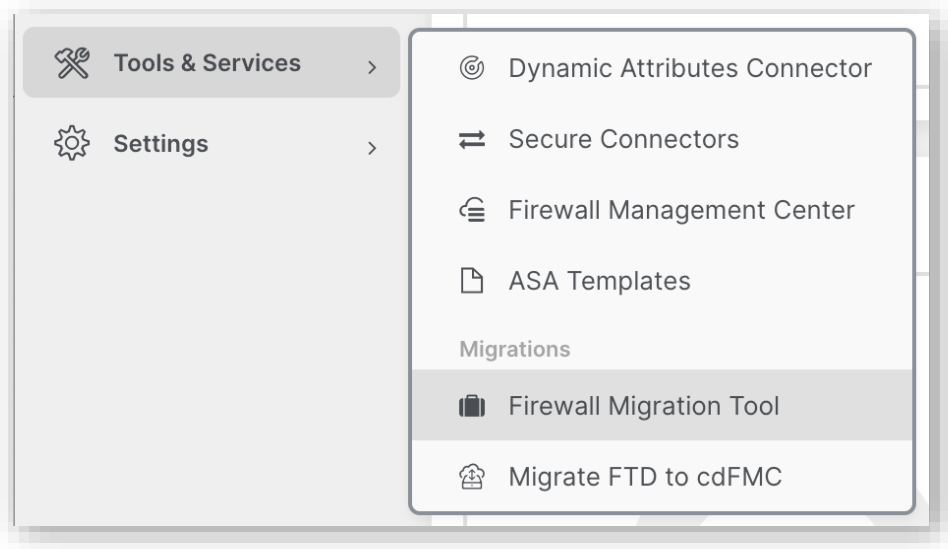 Tools & Services
Settings
Dynamic Attributes Connector
Secure Connectors
Firewall Management Center
ASA Templates
Migrations
Firewall Migration Tool
Migrate FTD to cdFMC